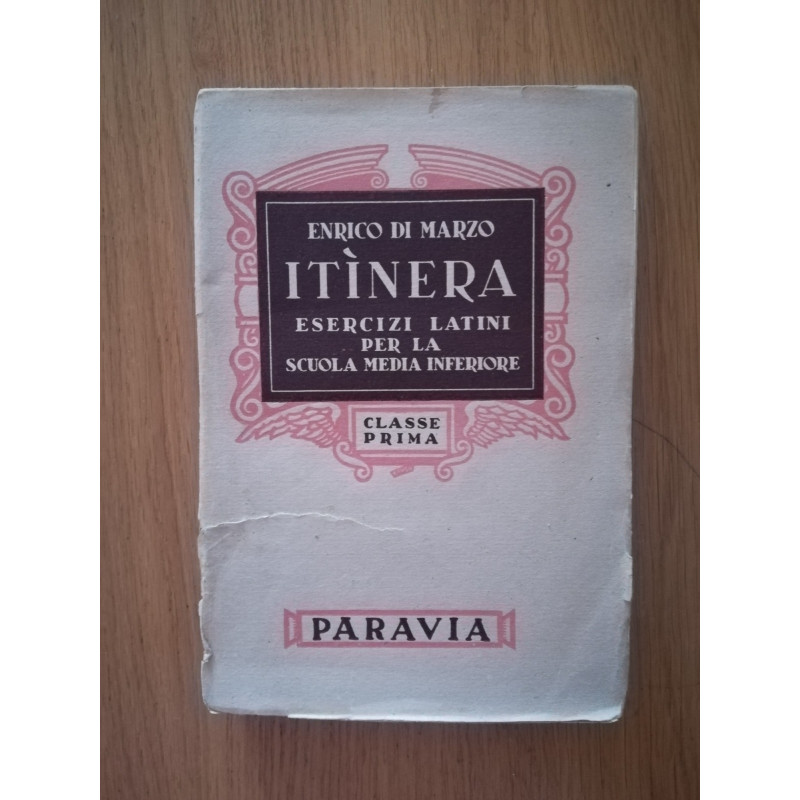 ENRICO DI MARZO
ITÌNERA
ESERCIZI LATINI
PER LA
SCUOLA MEDIA INFERIORE
CLASSE
PRIMA
PARAVIA